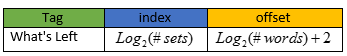 Tag index offset
What's Left Log₂(# sets) Log₂(# words)+2